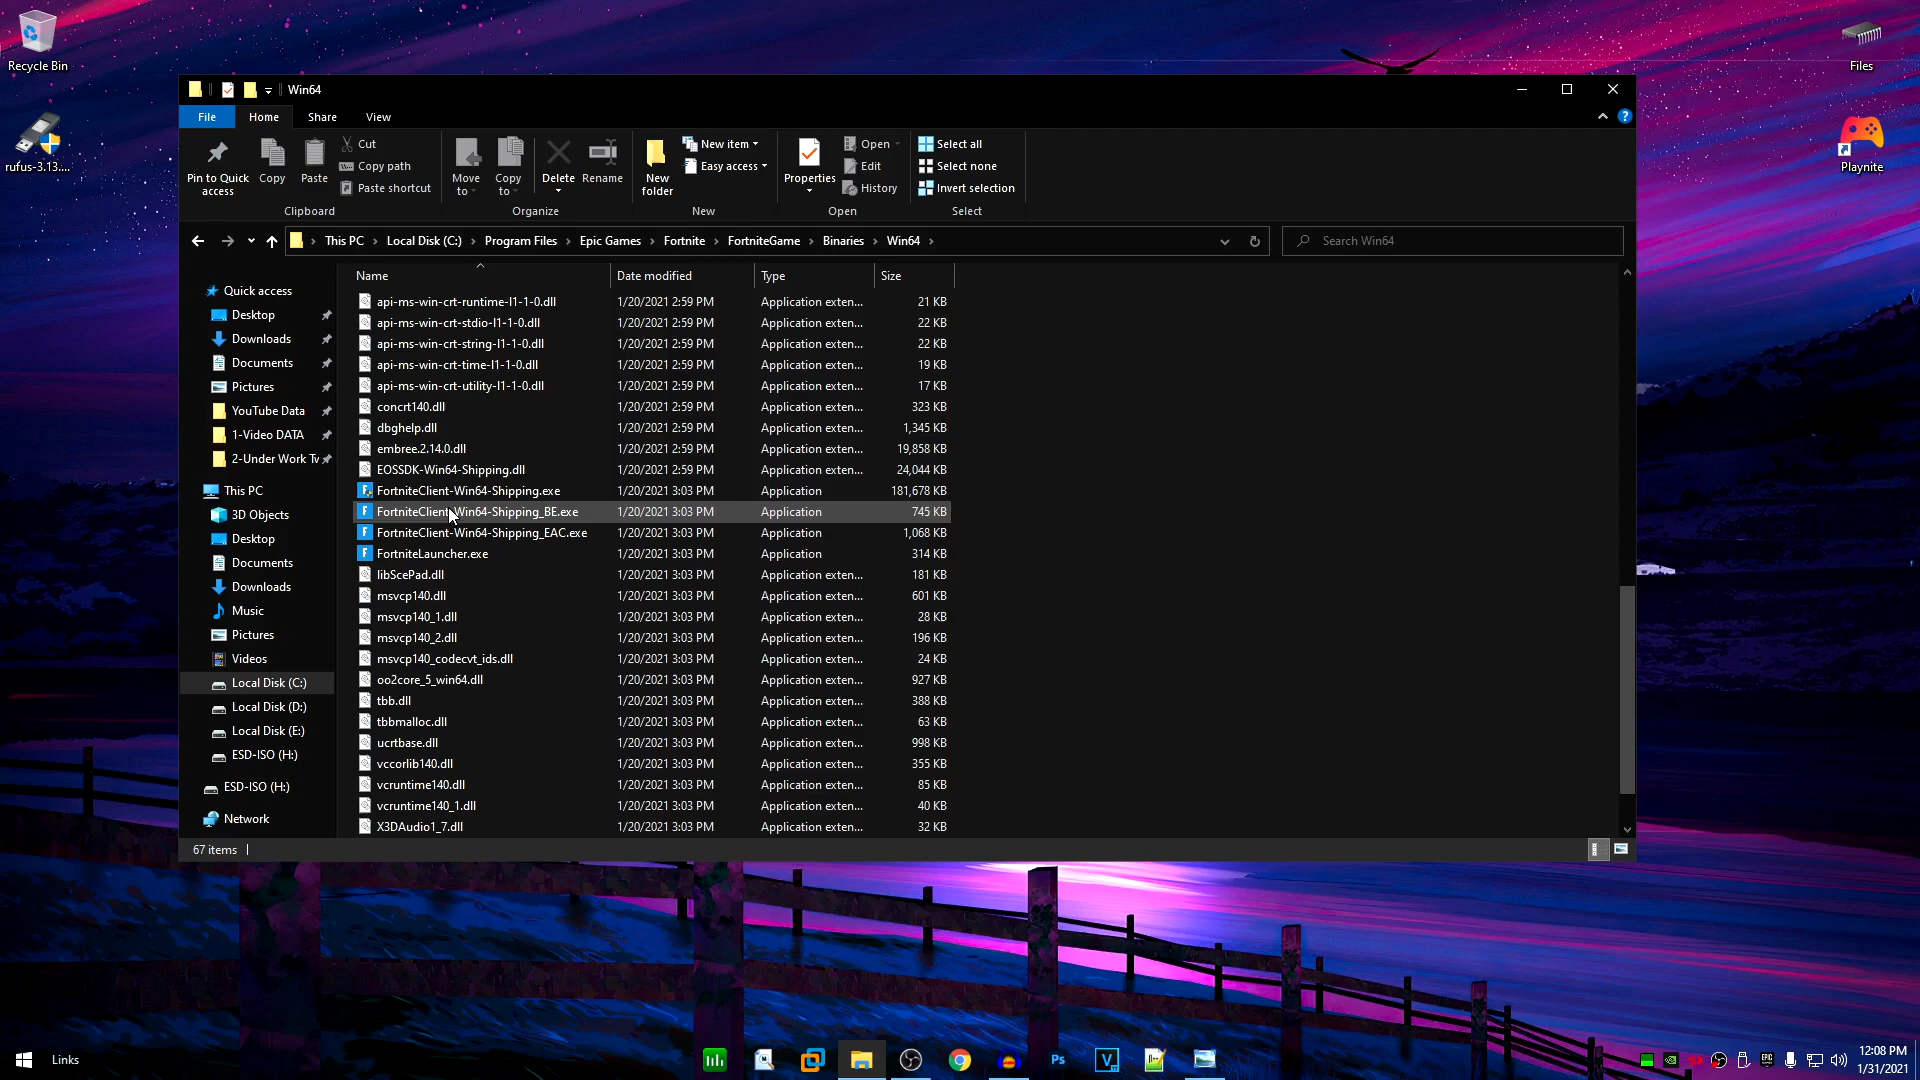 Recycle Bin
rufus-3.13....
Files
Playnite
Win64
File Home Share View
Pin to Quick access
Copy
Paste
Cut
Copy path
Paste shortcut
Clipboard
Move to
Copy to
Delete
Rename
Organize
New folder
New item
Easy access
New
Properties
Open
Edit
History
Open
Select all
Select none
Invert selection
Select
This PC > Local Disk (C:) > Program Files > Epic Games > Fortnite > FortniteGame > Binaries > Win64 >
Search Win64
Quick access
Desktop
Downloads
Documents
Pictures
YouTube Data
1-Video DATA
2-Under Work Tv
This PC
3D Objects
Desktop
Documents
Downloads
Music
Pictures
Videos
Local Disk (C:)
Local Disk (D:)
Local Disk (E:)
ESD-ISO (H:)
ESD-ISO (H:)
Network
Name Date modified Type Size
api-ms-win-crt-runtime-l1-1-0.dll 1/20/2021 2:59 PM Application exten... 21 KB
api-ms-win-crt-stdio-l1-1-0.dll 1/20/2021 2:59 PM Application exten... 22 KB
api-ms-win-crt-string-l1-1-0.dll 1/20/2021 2:59 PM Application exten... 22 KB
api-ms-win-crt-time-l1-1-0.dll 1/20/2021 2:59 PM Application exten... 19 KB
api-ms-win-crt-utility-l1-1-0.dll 1/20/2021 2:59 PM Application exten... 17 KB
concrt140.dll 1/20/2021 2:59 PM Application exten... 323 KB
dbghelp.dll 1/20/2021 2:59 PM Application exten... 1,345 KB
embree.2.14.0.dll 1/20/2021 2:59 PM Application exten... 19,858 KB
EOSSDK-Win64-Shipping.dll 1/20/2021 2:59 PM Application exten... 24,044 KB
FortniteClient-Win64-Shipping.exe 1/20/2021 3:03 PM Application 181,678 KB
FortniteClient-Win64-Shipping_BE.exe 1/20/2021 3:03 PM Application 745 KB
FortniteClient-Win64-Shipping_EAC.exe 1/20/2021 3:03 PM Application 1,068 KB
FortniteLauncher.exe 1/20/2021 3:03 PM Application 314 KB
libScePad.dll 1/20/2021 3:03 PM Application exten... 181 KB
msvcp140.dll 1/20/2021 3:03 PM Application exten... 601 KB
msvcp140_1.dll 1/20/2021 3:03 PM Application exten... 28 KB
msvcp140_2.dll 1/20/2021 3:03 PM Application exten... 196 KB
msvcp140_codecvt_ids.dll 1/20/2021 3:03 PM Application exten... 24 KB
oo2core_5_win64.dll 1/20/2021 3:03 PM Application exten... 927 KB
tbb.dll 1/20/2021 3:03 PM Application exten... 388 KB
tbbmalloc.dll 1/20/2021 3:03 PM Application exten... 63 KB
ucrtbase.dll 1/20/2021 3:03 PM Application exten... 998 KB
vccorlib140.dll 1/20/2021 3:03 PM Application exten... 355 KB
vcruntime140.dll 1/20/2021 3:03 PM Application exten... 85 KB
vcruntime140_1.dll 1/20/2021 3:03 PM Application exten... 40 KB
X3DAudio1_7.dll 1/20/2021 3:03 PM Application exten... 32 KB
67 items
Links
Ps
V
12:08 PM
1/31/2021